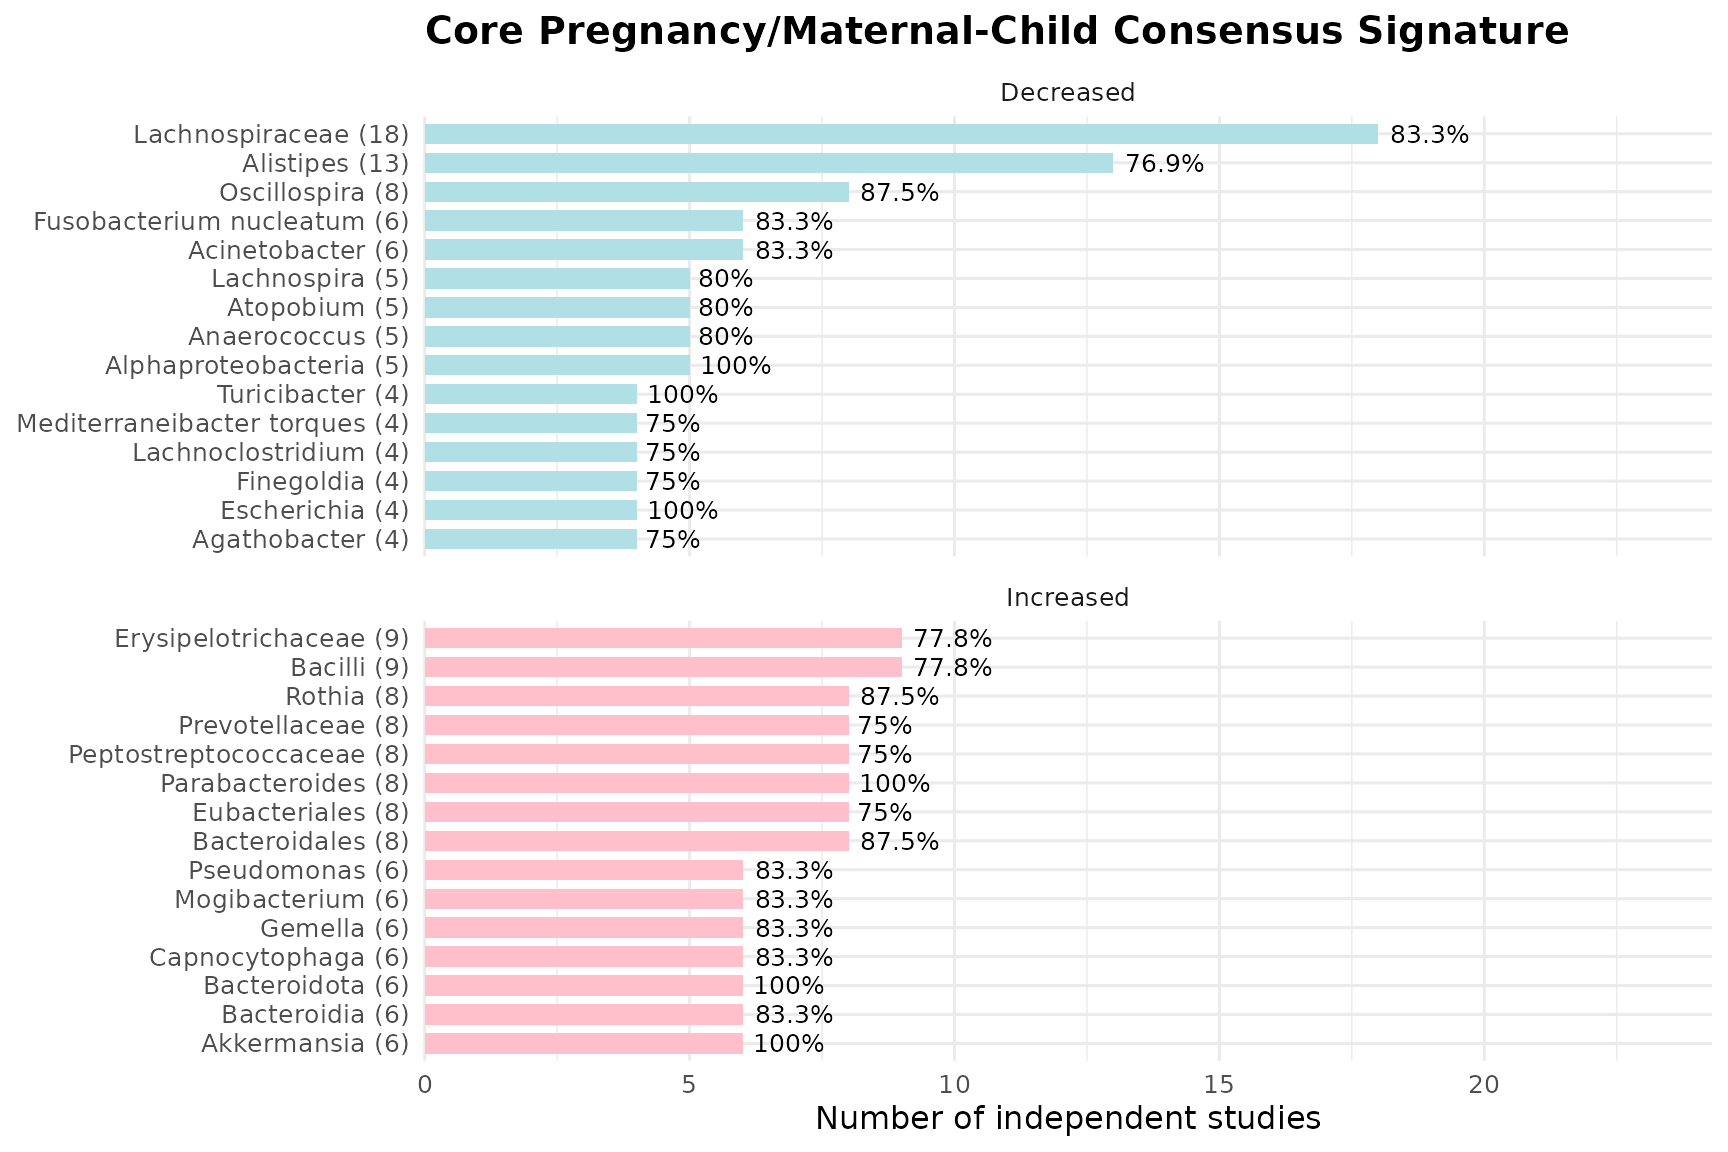 Core Pregnancy/Maternal-Child Consensus Signature
Decreased
Lachnospiraceae (18) 83.3%
Alistipes (13) 76.9%
Oscillospira (8) 87.5%
Fusobacterium nucleatum (6) 83.3%
Acinetobacter (6) 83.3%
Lachnospira (5) 80%
Atopobium (5) 80%
Anaerococcus (5) 80%
Alphaproteobacteria (5) 100%
Turicibacter (4) 100%
Mediterraneibacter torques (4) 75%
Lachnoclostridium (4) 75%
Finegoldia (4) 75%
Escherichia (4) 100%
Agathobacter (4) 75%
Increased
Erysipelotrichaceae (9) 77.8%
Bacilli (9) 77.8%
Rothia (8) 87.5%
Prevotellaceae (8) 75%
Peptostreptococcaceae (8) 75%
Parabacteroides (8) 100%
Eubacteriales (8) 75%
Bacteroidales (8) 87.5%
Pseudomonas (6) 83.3%
Mogibacterium (6) 83.3%
Gemella (6) 83.3%
Capnocytophaga (6) 83.3%
Bacteroidota (6) 100%
Bacteroidia (6) 83.3%
Akkermansia (6) 100%
0 5 10 15 20
Number of independent studies